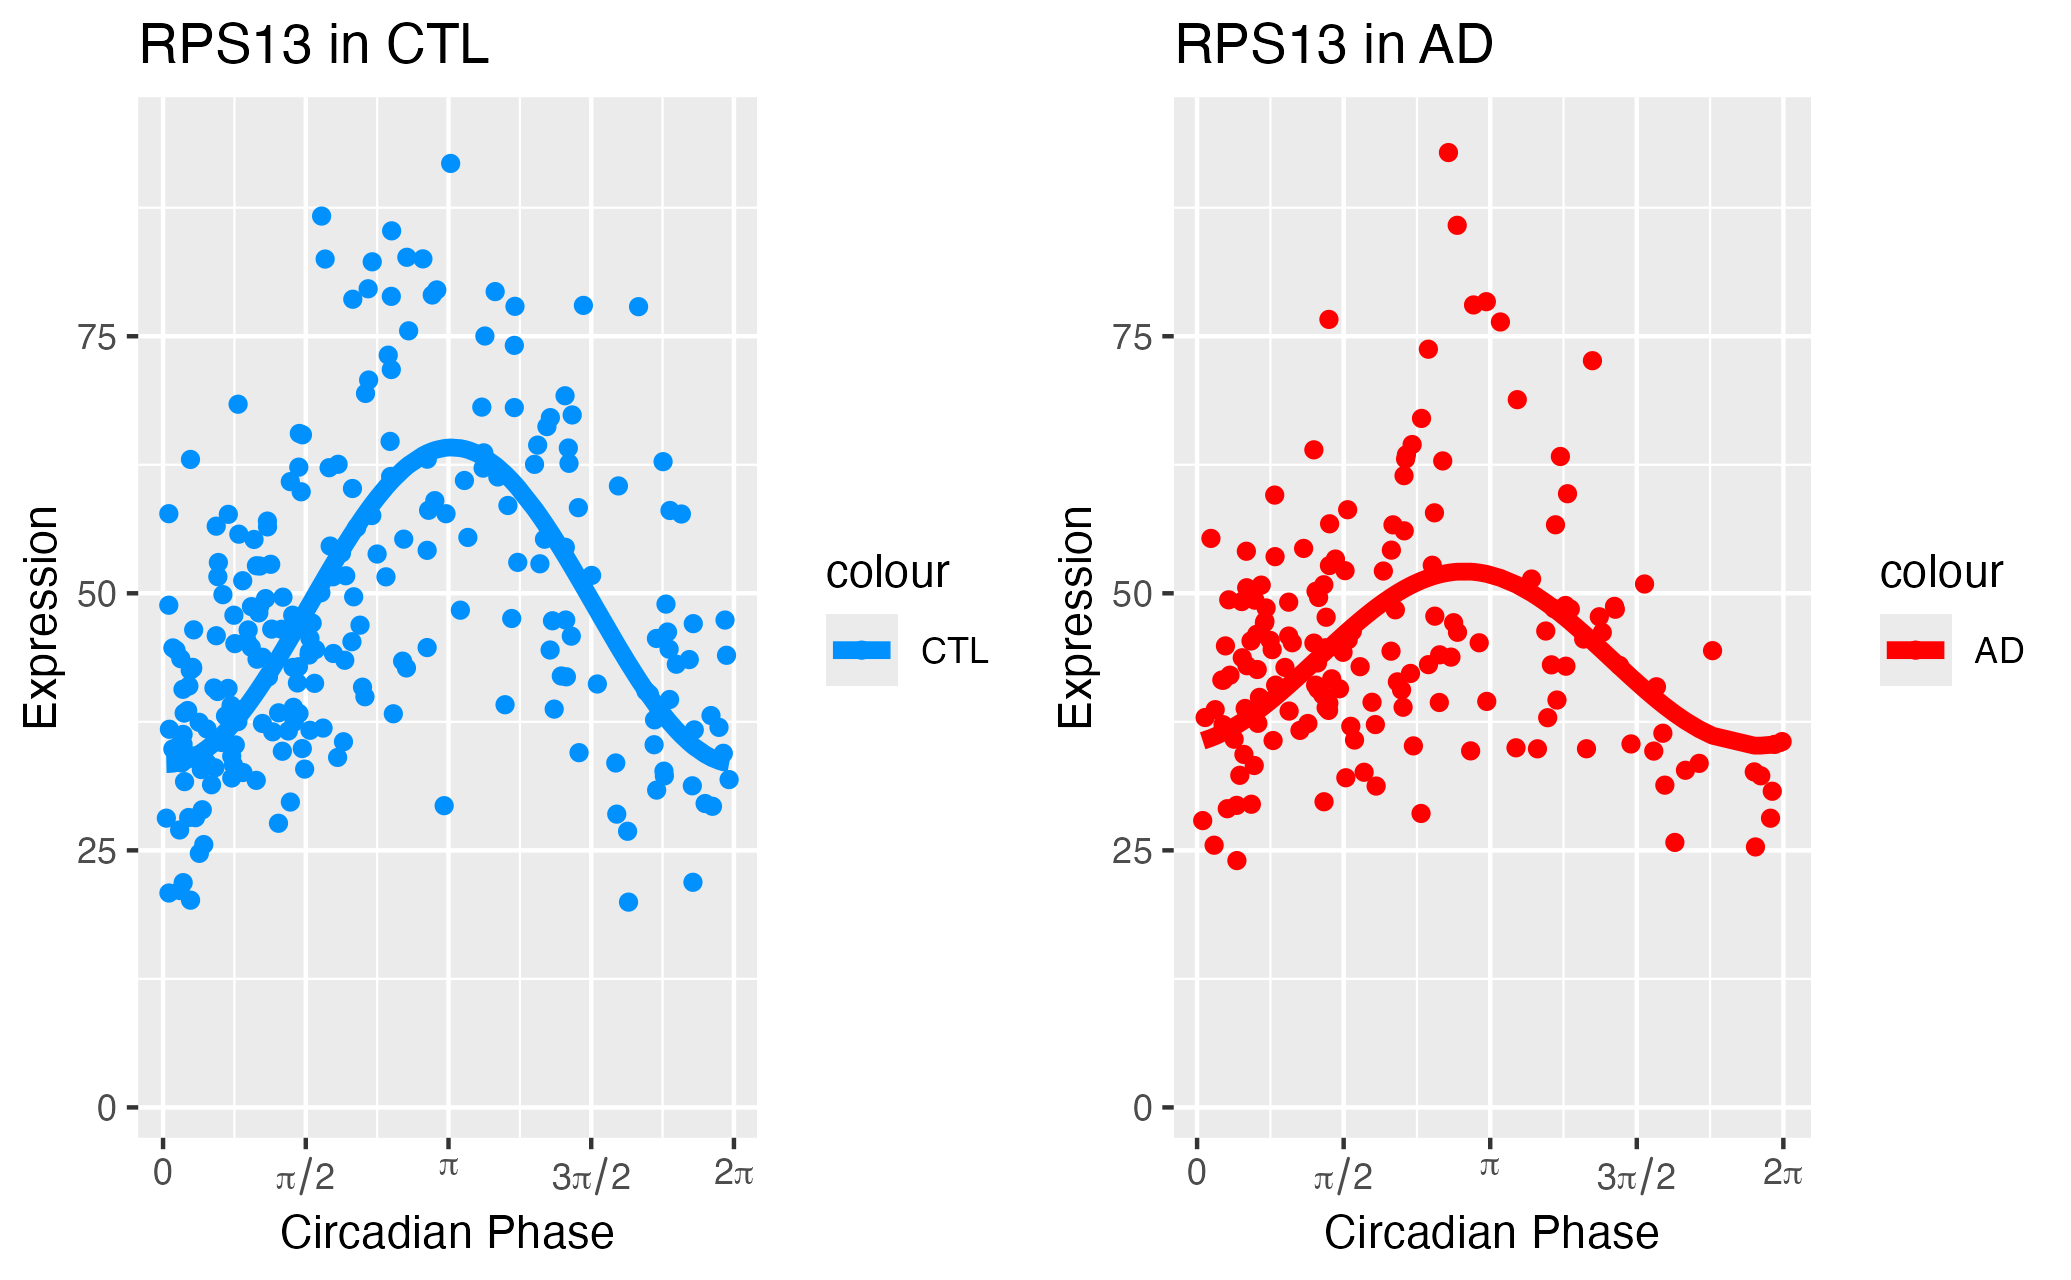 RPS13 in CTL
75
50
25
0
Expression
0 π/2 π 3π/2 2π
Circadian Phase
colour
CTL
RPS13 in AD
75
50
25
0
Expression
0 π/2 π 3π/2 2π
Circadian Phase
colour
AD